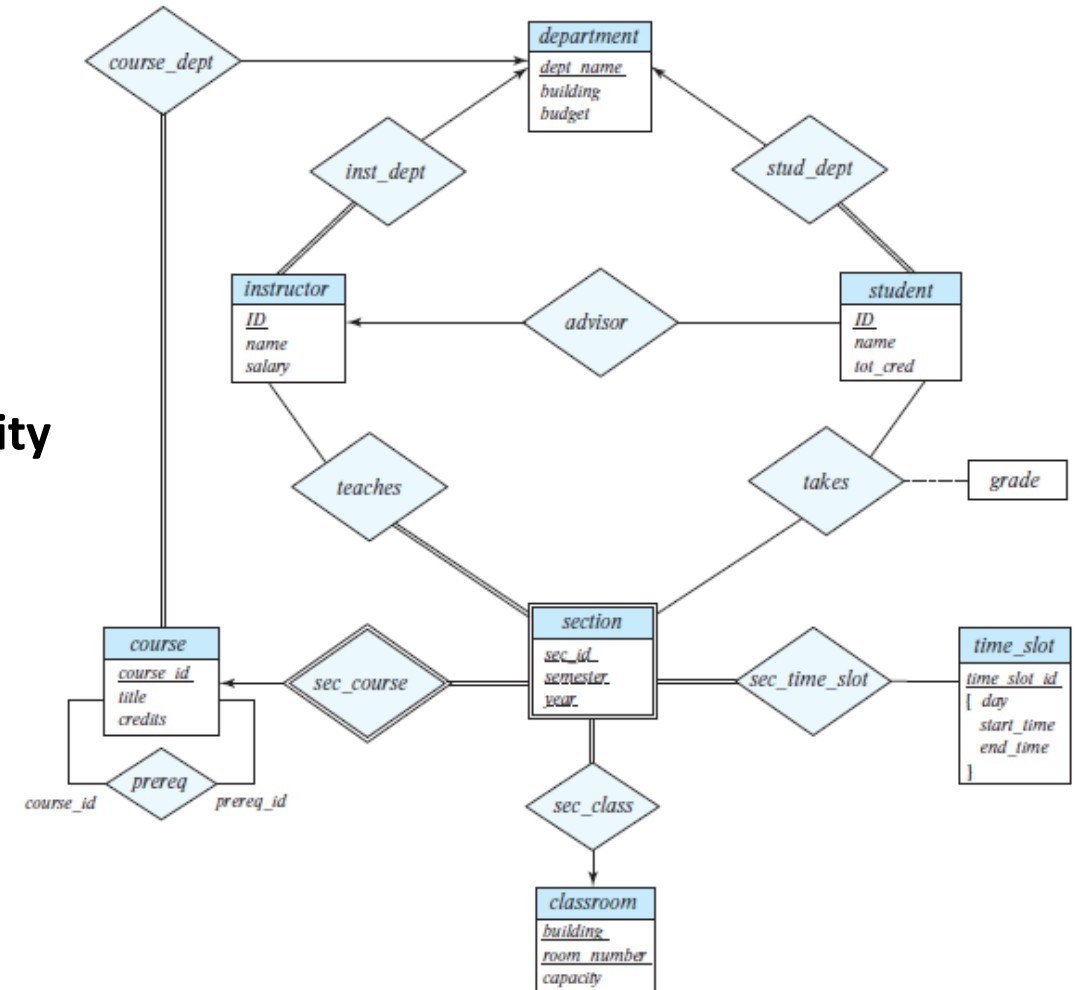 course_dept
department
dept_name
building
budget
inst_dept
stud_dept
instructor
ID
name
salary
advisor
student
ID
name
tot_cred
ity
teaches
takes
grade
course
course_id
title
credits
sec_course
section
sec_id
semester
year
sec_time_slot
time_slot
time_slot_id
{ day
start_time
end_time
}
prereq
course_id
prereq_id
sec_class
classroom
building
room_number
capacity